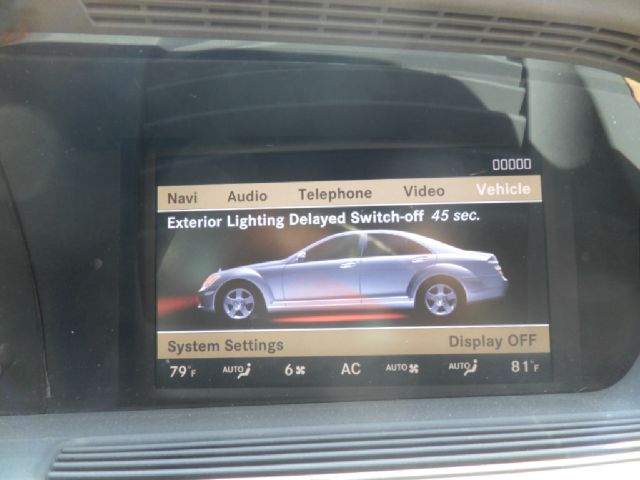 00000
Navi Audio Telephone Video Vehicle
Exterior Lighting Delayed Switch-off 45 sec.
System Settings Display OFF
79°F AUTO 6 AC AUTO AUTO 81°F